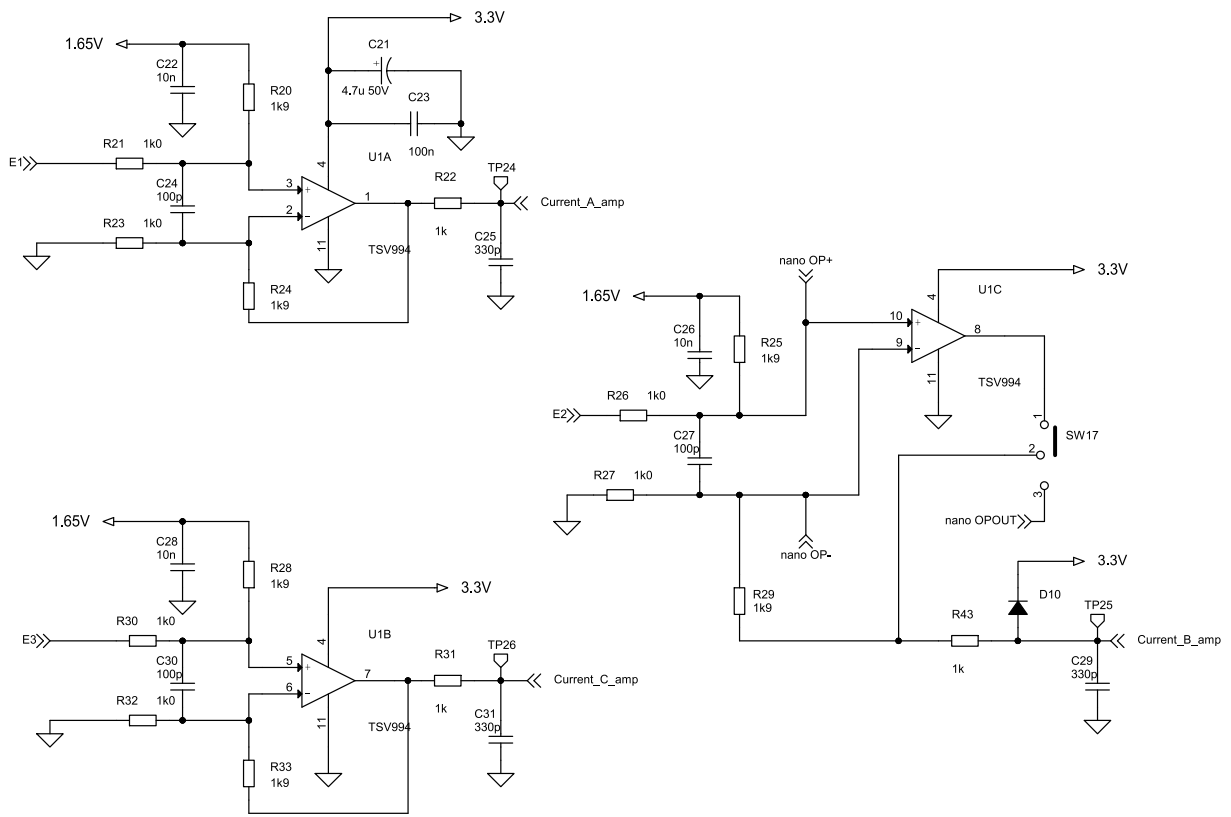 3.3V
1.65V
C22
10n
R20
1k9
C21
+
4.7u 50V
C23
100n
R21 1k0
E1
C24
100p
U1A
4
3
+
2
−
1
11
TSV994
R22
1k
TP24
Current_A_amp
C25
330p
R23 1k0
R24
1k9
nano OP+
1.65V
C26
10n
R25
1k9
3.3V
U1C
4
10
+
9
−
8
11
TSV994
R26 1k0
E2
C27
100p
R27 1k0
1
SW17
2
3
nano OPOUT
nano OP-
R29
1k9
3.3V
D10
R43
1k
TP25
Current_B_amp
C29
330p
1.65V
C28
10n
R28
1k9
3.3V
R30 1k0
E3
C30
100p
U1B
4
5
+
6
−
7
11
TSV994
R31
1k
TP26
Current_C_amp
C31
330p
R32 1k0
R33
1k9